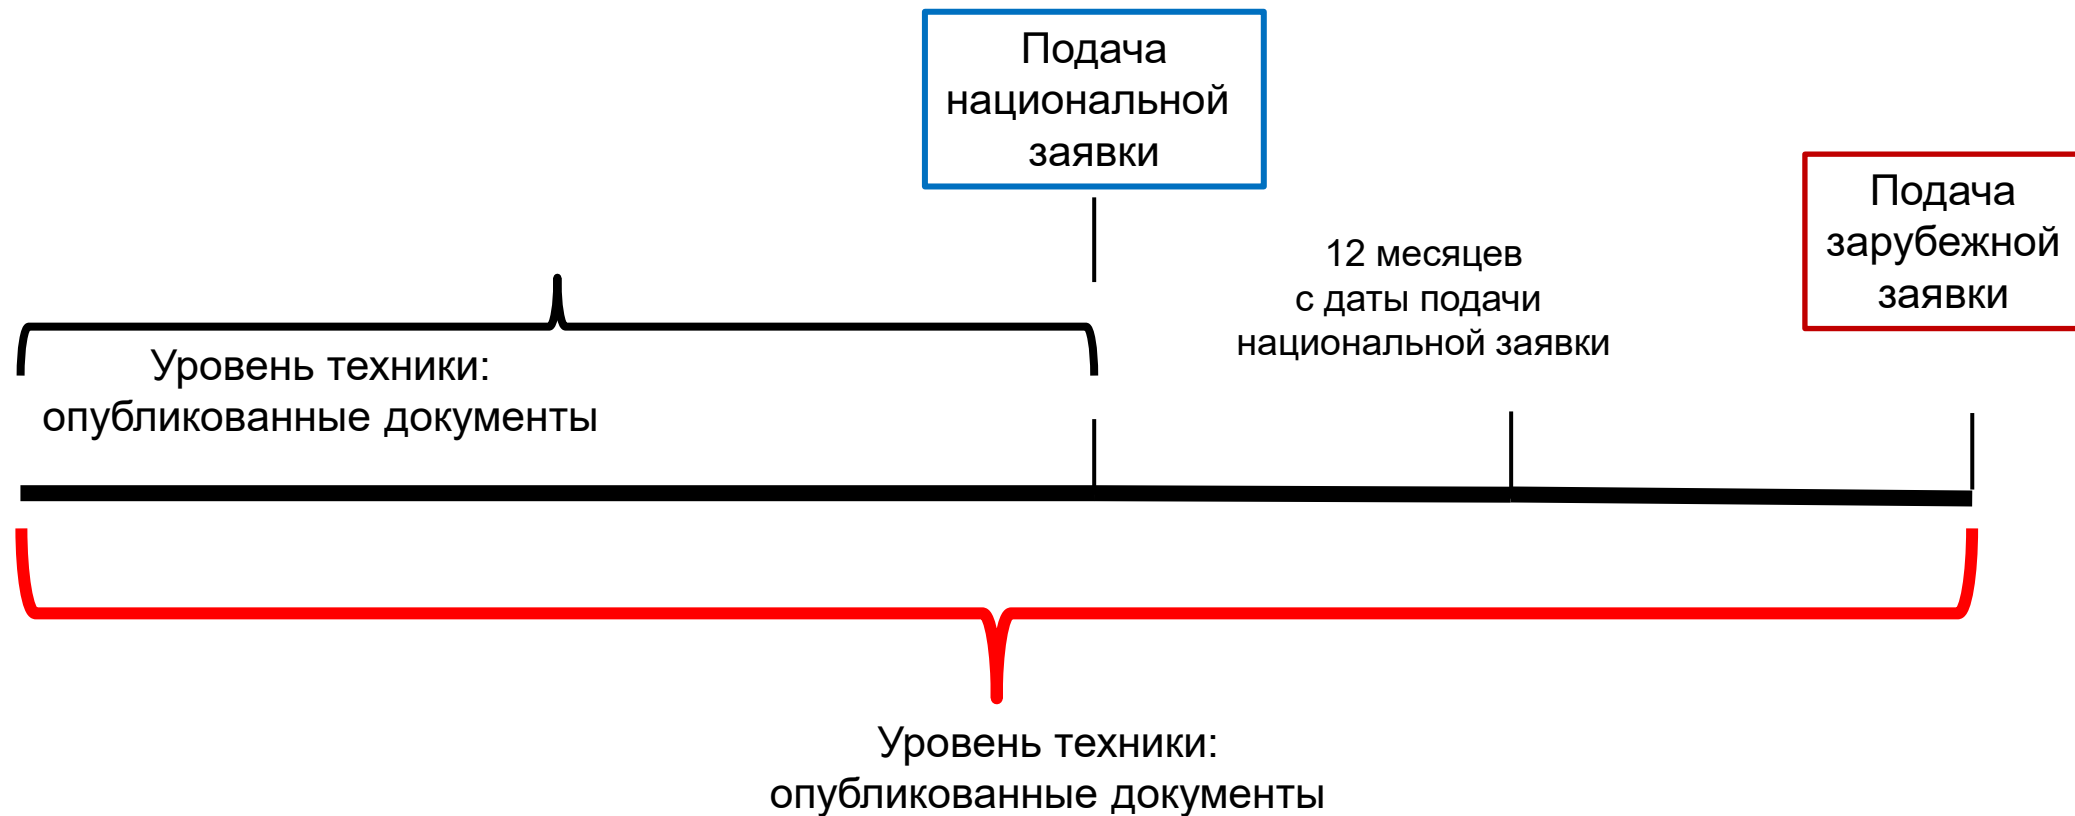 Подача
национальной
заявки
Подача
зарубежной
заявки
12 месяцев
с даты подачи
национальной заявки
Уровень техники:
опубликованные документы
Уровень техники:
опубликованные документы